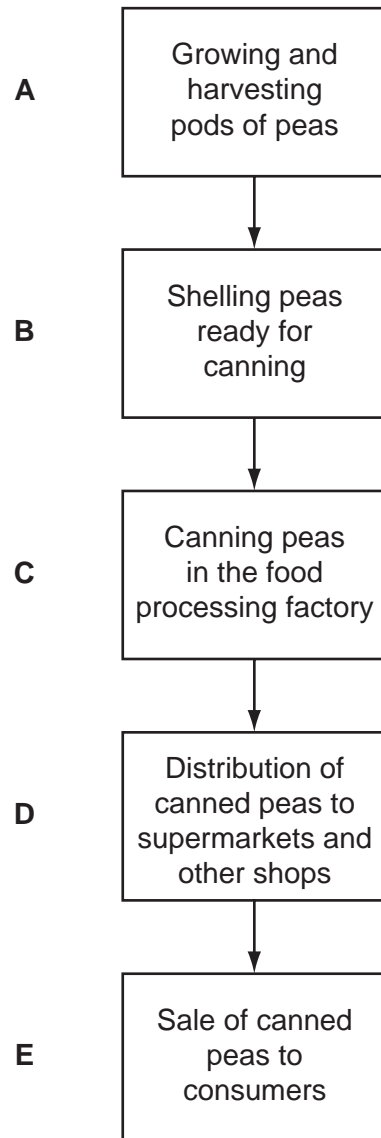 A
Growing and
harvesting
pods of peas
B
Shelling peas
ready for
canning
C
Canning peas
in the food
processing factory
D
Distribution of
canned peas to
supermarkets and
other shops
E
Sale of canned
peas to
consumers